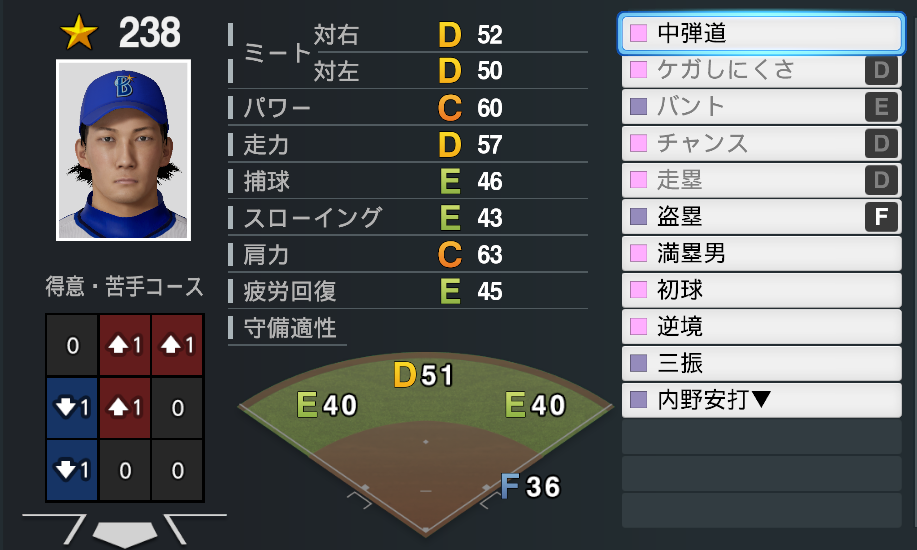 238
B
ミート 対右 D 52
対左 D 50
パワー C 60
走力 D 57
捕球 E 46
スローイング E 43
肩力 C 63
疲労回復 E 45
守備適性
得意・苦手コース
0 1 1
1 1 0
1 0 0
D 51
E 40 E 40
F 36
中弾道
ケガしにくさ D
バント E
チャンス D
走塁 D
盗塁 F
満塁男
初球
逆境
三振
内野安打▼